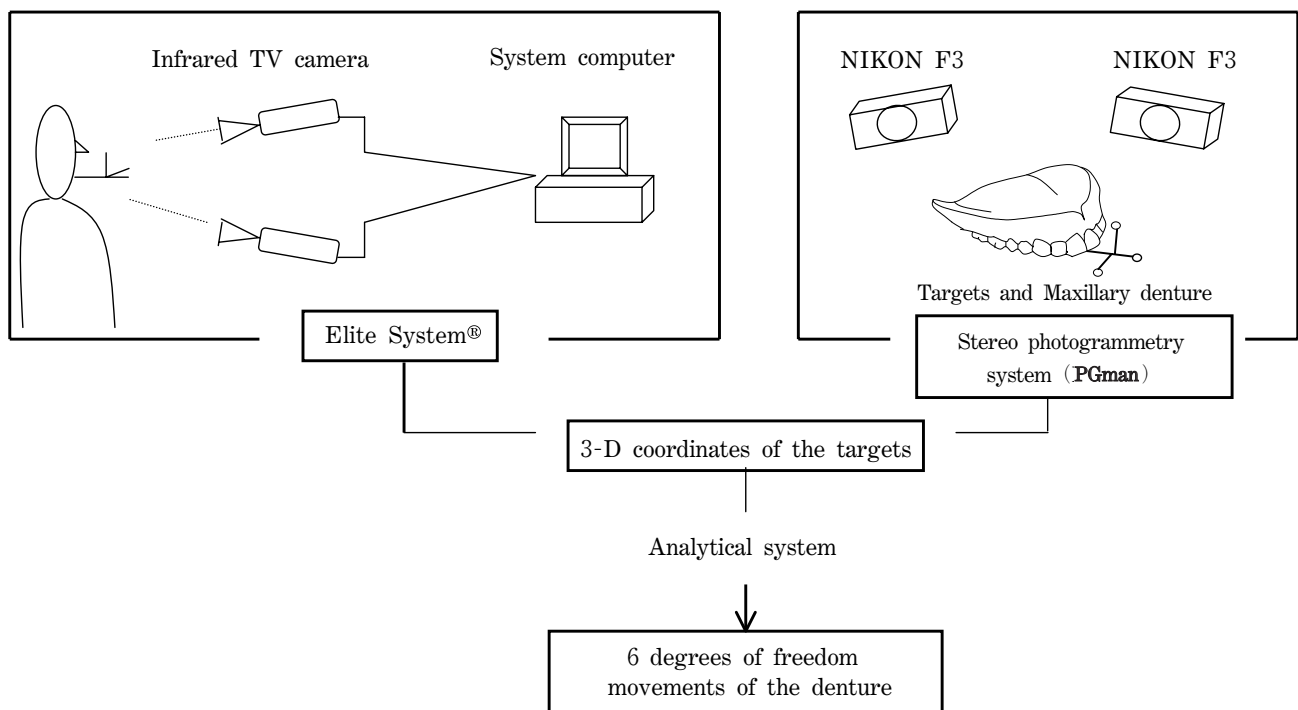 Infrared TV camera
System computer
Elite System®
NIKON F3
NIKON F3
Targets and Maxillary denture
Stereo photogrammetry
system (PGman)
3-D coordinates of the targets
Analytical system
6 degrees of freedom
movements of the denture